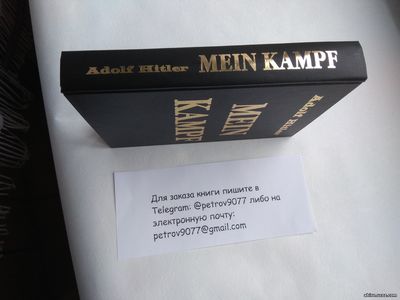 Adolf Hitler MEIN KAMPF
Adolf Hitler
MEIN
KAMPF
Для заказа книги пишите в
Telegram: @petrov9077 либо на
электронную почту:
petrov9077@gmail.com